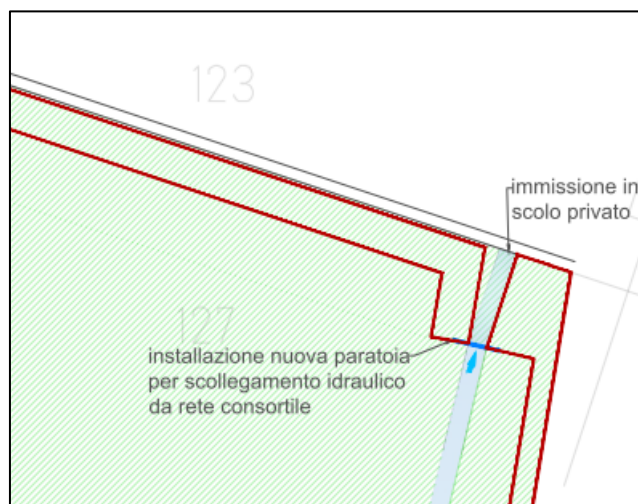 123
immissione in
scolo privato
127
installazione nuova paratoia
per scollegamento idraulico
da rete consortile